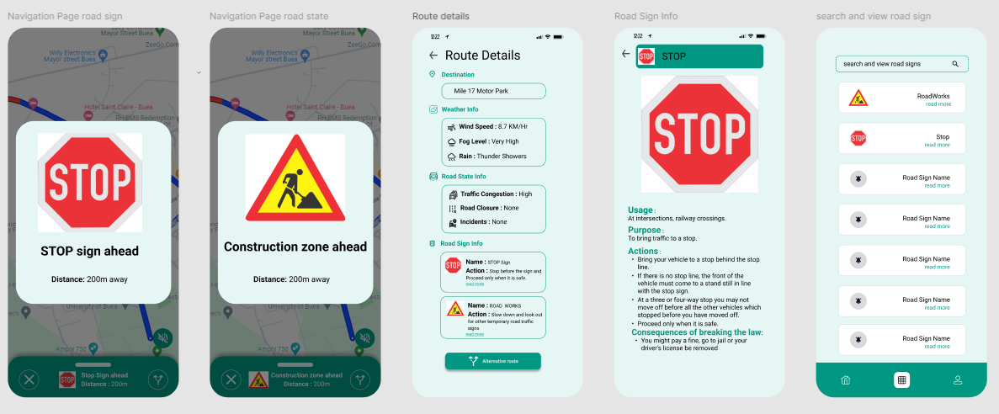 Navigation Page road sign
Mayor Street Buea
ZeeGo.Com
Willy Electronics
Mayor street Buea
Hotel Saint Claire - Buea
RHIBMS Redemption
STOP
STOP sign ahead
Distance: 200m away
University of Buea
Amphi 750
STOP
Stop Sign ahead
Distance : 200m
Navigation Page road state
Mayor Street Buea
ZeeGo.Com
Willy Electronics
Mayor street Buea
Hotel Saint Claire - Buea
RHIBMS Redemption
Construction zone ahead
Distance: 200m away
University of Buea
Amphi 750
Construction zone ahead
Distance : 200m
Route details
12:22
Route Details
Destination
Mile 17 Motor Park
Weather Info
Wind Speed : 8.7 KM/Hr
Fog Level : Very High
Rain : Thunder Showers
Road State Info
Traffic Congestion : High
Road Closure : None
Incidents : None
Road Sign Info
STOP
Name : STOP Sign
Action : Stop before the sign and
Proceed only when it is safe.
read more
Name : ROAD WORKS
Action : Slow down and look out
for other temporary road traffic
signs
read more
Alternative route
Road Sign Info
12:22
STOP
STOP
STOP
Usage :
At intersections, railway crossings.
Purpose :
To bring traffic to a stop.
Actions :
• Bring your vehicle to a stop behind the stop
line.
• If there is no stop line, the front of the
vehicle must come to a stand still in line
with the stop sign.
• At a three or four-way stop you may not
move off before all the other vehicles which
stopped before you have moved off.
• Proceed only when it is safe.
Consequences of breaking the law:
• You might pay a fine, go to jail or your
driver's license be removed
search and view road sign
search and view road signs
RoadWorks
read more
STOP
Stop
read more
Road Sign Name
read more
Road Sign Name
read more
Road Sign Name
read more
Road Sign Name
read more
Road Sign Name
read more